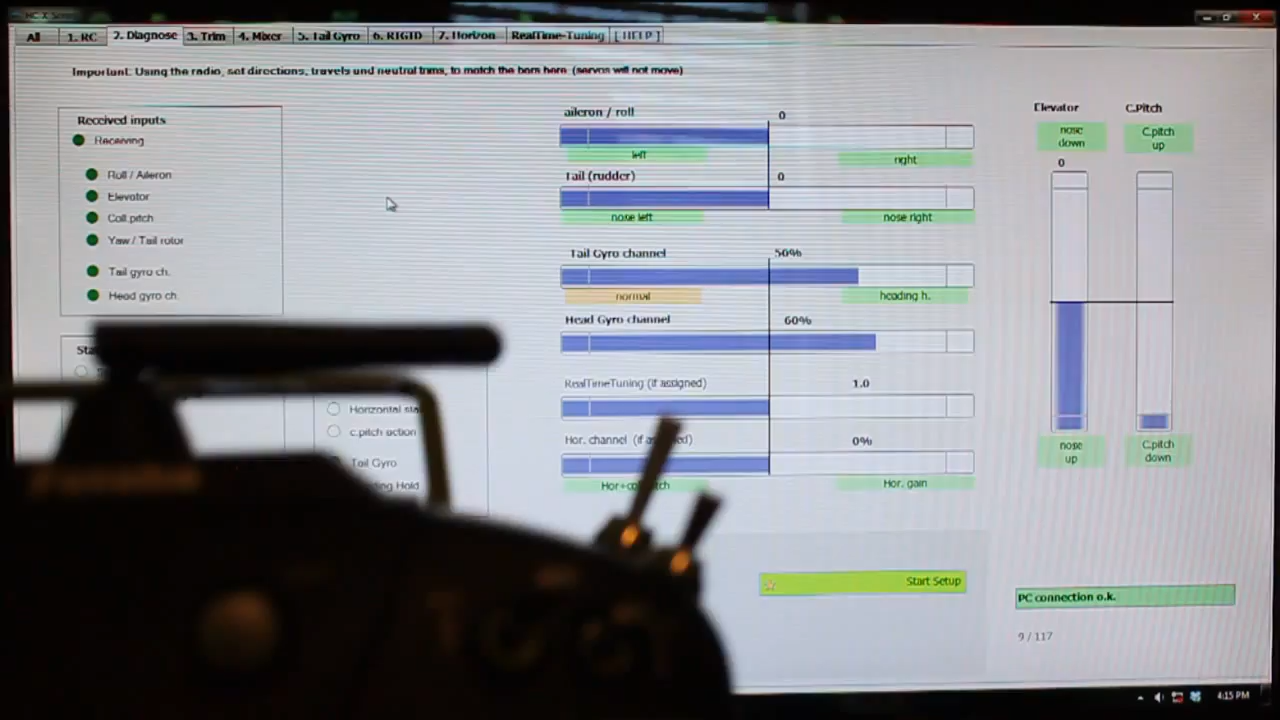 All 1. RC 2. Diagnose 3. Trim 4. Mixer 5. Tail Gyro 6. RIGID 7. Horizon RealTime-Tuning [ HELP ]
Important: Using the radio, set directions, travels und neutral trims, to match the bars here (servos will not move)
Received inputs
Receiving
Roll / Aileron
Elevator
Coll.pitch
Yaw / Tail rotor
Tail gyro ch.
Head gyro ch.
Horizontal sta
c.pitch action
Tail Gyro
Hold
aileron / roll 0
left right
Tail (rudder) 0
nose left nose right
Tail Gyro channel 50%
normal heading h.
Head Gyro channel 60%
RealTimeTuning (if assigned) 1.0
Hor. channel (if 0%
Hor. gain
Start Setup
Elevator C.Pitch
nose down C.pitch up
0
nose up C.pitch down
PC connection o.k.
9 / 117
4:15 PM